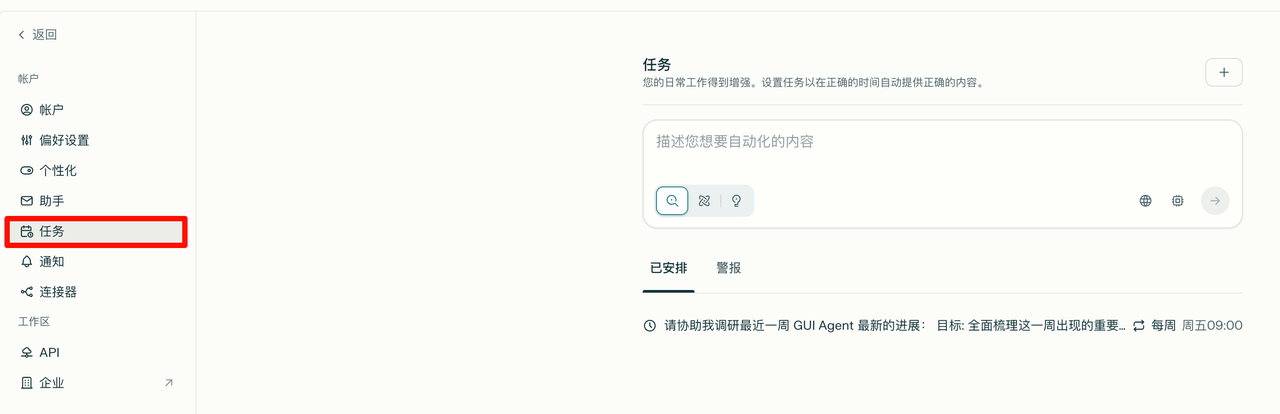 返回
帐户
帐户
偏好设置
个性化
助手
任务
通知
连接器
工作区
API
企业
任务
您的日常工作得到增强。设置任务以在正确的时间自动提供正确的内容。
描述您想要自动化的内容
已安排 警报
请协助我调研最近一周 GUI Agent 最新的进展： 目标: 全面梳理这一周出现的重要... 每周 周五09:00